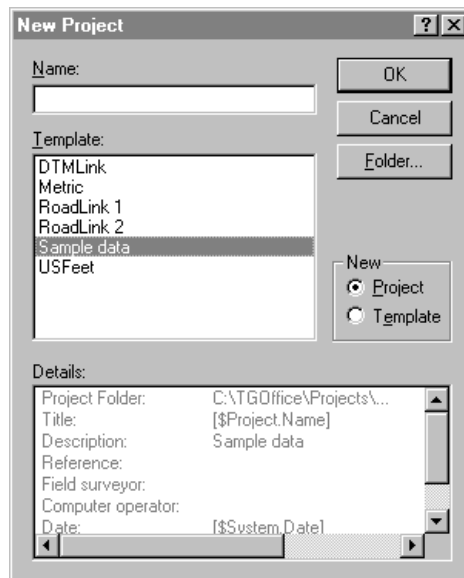 New Project
Name:
OK
Cancel
Template:
Folder...
DTMLink
Metric
RoadLink 1
RoadLink 2
Sample data
USFeet
New
Project
Template
Details:
Project Folder: C:\TGOffice\Projects\...
Title: [$Project.Name]
Description: Sample data
Reference:
Field surveyor:
Computer operator:
Date: [$System.Date]